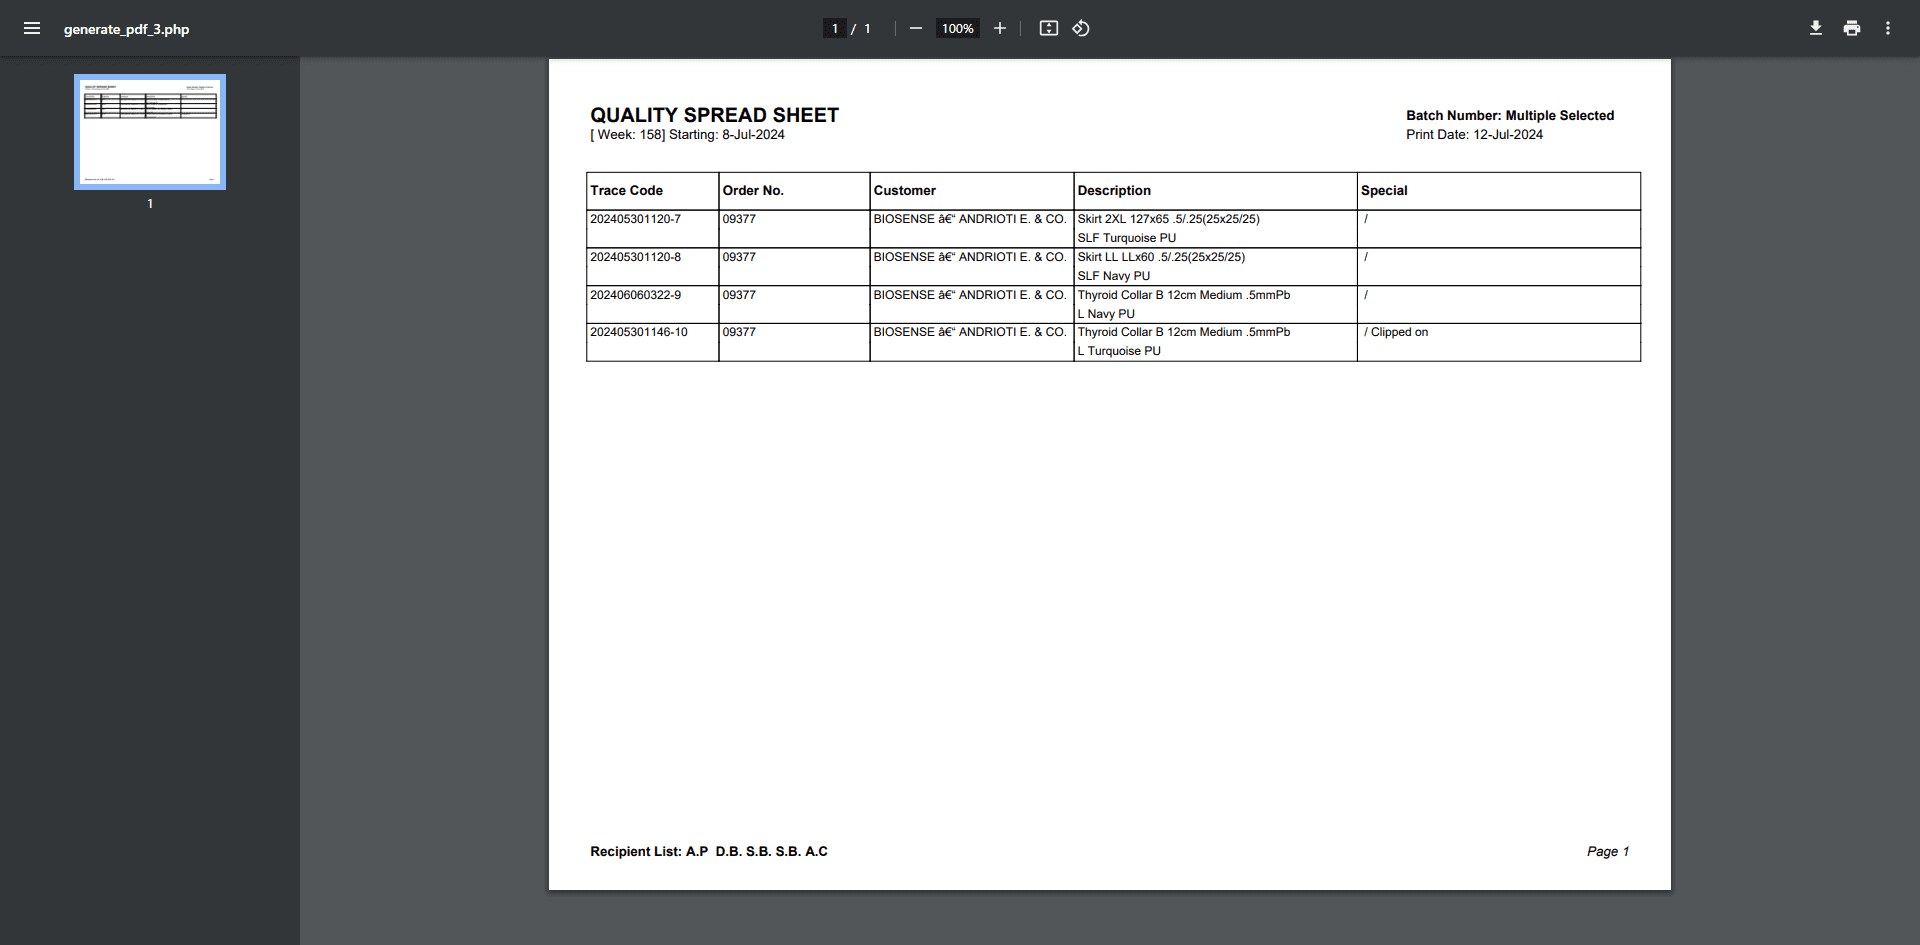 generate_pdf_3.php
1 / 1
100%
1
QUALITY SPREAD SHEET
[ Week: 158] Starting: 8-Jul-2024
Batch Number: Multiple Selected
Print Date: 12-Jul-2024
Trace Code Order No. Customer Description Special
202405301120-7 09377 BIOSENSE â€“ ANDRIOTI E. & CO. Skirt 2XL 127x65 .5/.25(25x25/25) /
SLF Turquoise PU
202405301120-8 09377 BIOSENSE â€“ ANDRIOTI E. & CO. Skirt LL LLx60 .5/.25(25x25/25) /
SLF Navy PU
202406060322-9 09377 BIOSENSE â€“ ANDRIOTI E. & CO. Thyroid Collar B 12cm Medium .5mmPb /
L Navy PU
202405301146-10 09377 BIOSENSE â€“ ANDRIOTI E. & CO. Thyroid Collar B 12cm Medium .5mmPb / Clipped on
L Turquoise PU
Recipient List: A.P D.B. S.B. S.B. A.C
Page 1